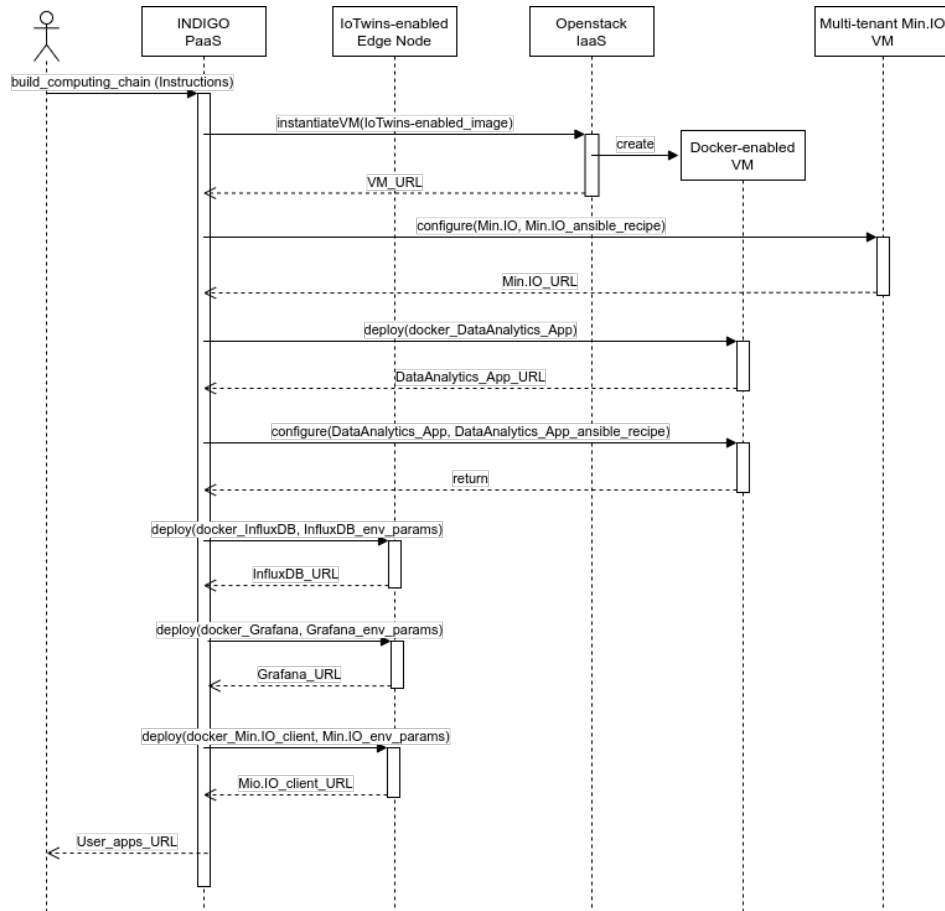 INDIGO
PaaS
IoTwins-enabled
Edge Node
Openstack
IaaS
Multi-tenant Min.IO
VM
build_computing_chain (Instructions)
instantiateVM(IoTwins-enabled_image)
create
Docker-enabled
VM
VM_URL
configure(Min.IO, Min.IO_ansible_recipe)
Min.IO_URL
deploy(docker_DataAnalytics_App)
DataAnalytics_App_URL
configure(DataAnalytics_App, DataAnalytics_App_ansible_recipe)
return
deploy(docker_InfluxDB, InfluxDB_env_params)
InfluxDB_URL
deploy(docker_Grafana, Grafana_env_params)
Grafana_URL
deploy(docker_Min.IO_client, Min.IO_env_params)
Mio.IO_client_URL
User_apps_URL